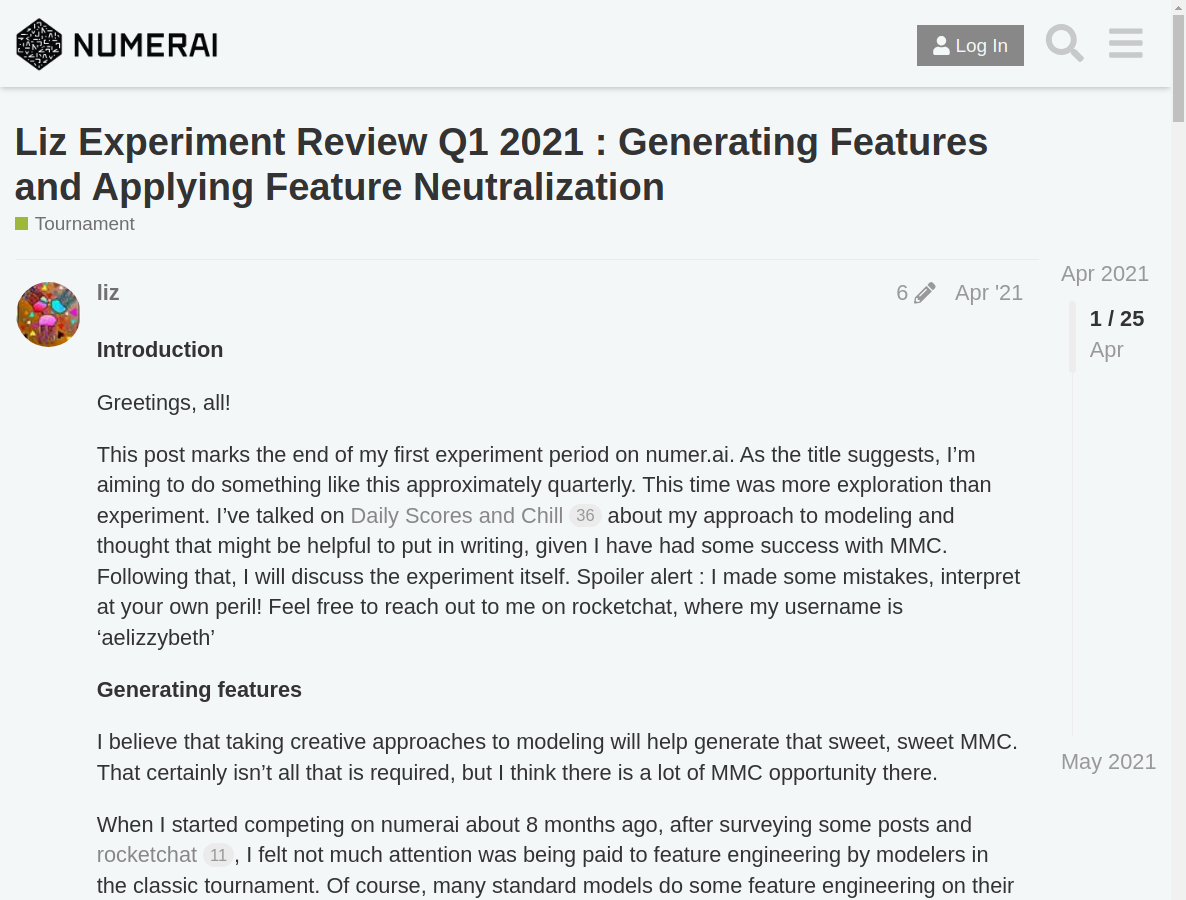 NUMERAI
Log In
Liz Experiment Review Q1 2021 : Generating Features
and Applying Feature Neutralization
Tournament
liz
6
Apr '21
Apr 2021
1 / 25
Apr
May 2021
Introduction
Greetings, all!
This post marks the end of my first experiment period on numer.ai. As the title suggests, I’m
aiming to do something like this approximately quarterly. This time was more exploration than
experiment. I’ve talked on Daily Scores and Chill 36 about my approach to modeling and
thought that might be helpful to put in writing, given I have had some success with MMC.
Following that, I will discuss the experiment itself. Spoiler alert : I made some mistakes, interpret
at your own peril! Feel free to reach out to me on rocketchat, where my username is
‘aelizzybeth’
Generating features
I believe that taking creative approaches to modeling will help generate that sweet, sweet MMC.
That certainly isn’t all that is required, but I think there is a lot of MMC opportunity there.
When I started competing on numerai about 8 months ago, after surveying some posts and
rocketchat 11 , I felt not much attention was being paid to feature engineering by modelers in
the classic tournament. Of course, many standard models do some feature engineering on their